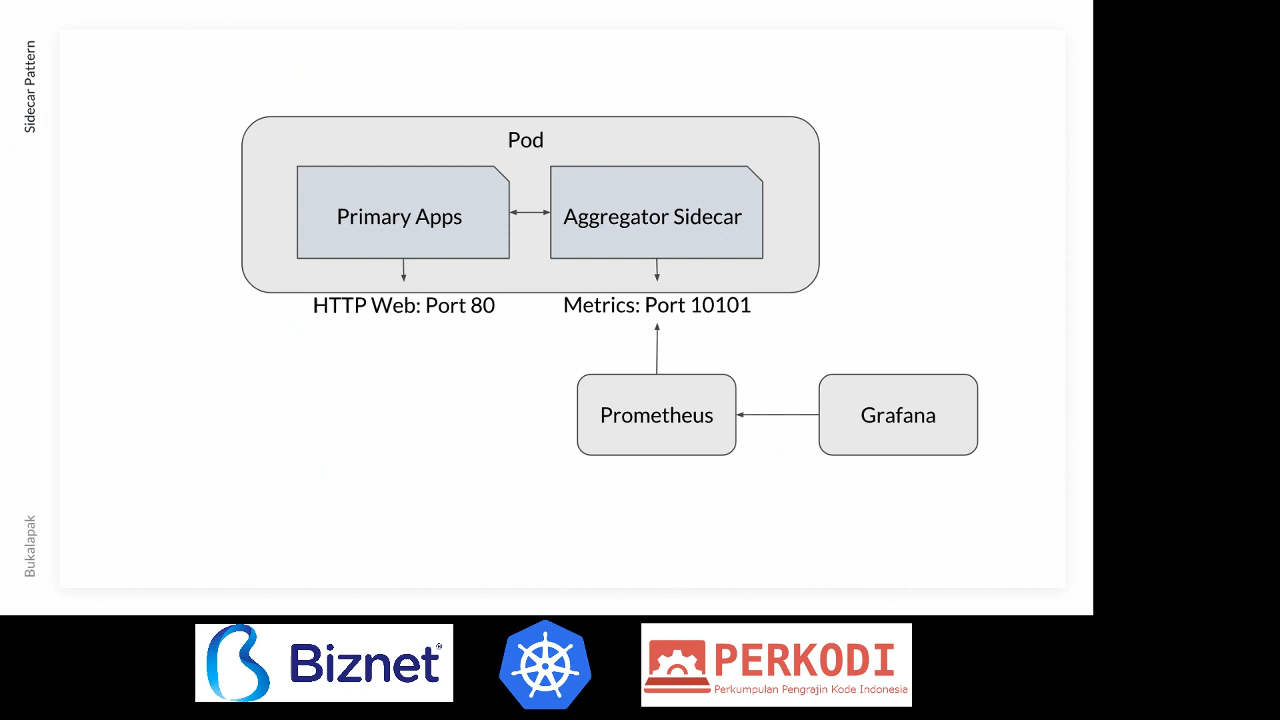 Sidecar Pattern
Pod
Primary Apps
Aggregator Sidecar
HTTP Web: Port 80
Metrics: Port 10101
Prometheus
Grafana
Bukalapak
Biznet®
PERKODI
Perkumpulan Pengrajin Kode Indonesia